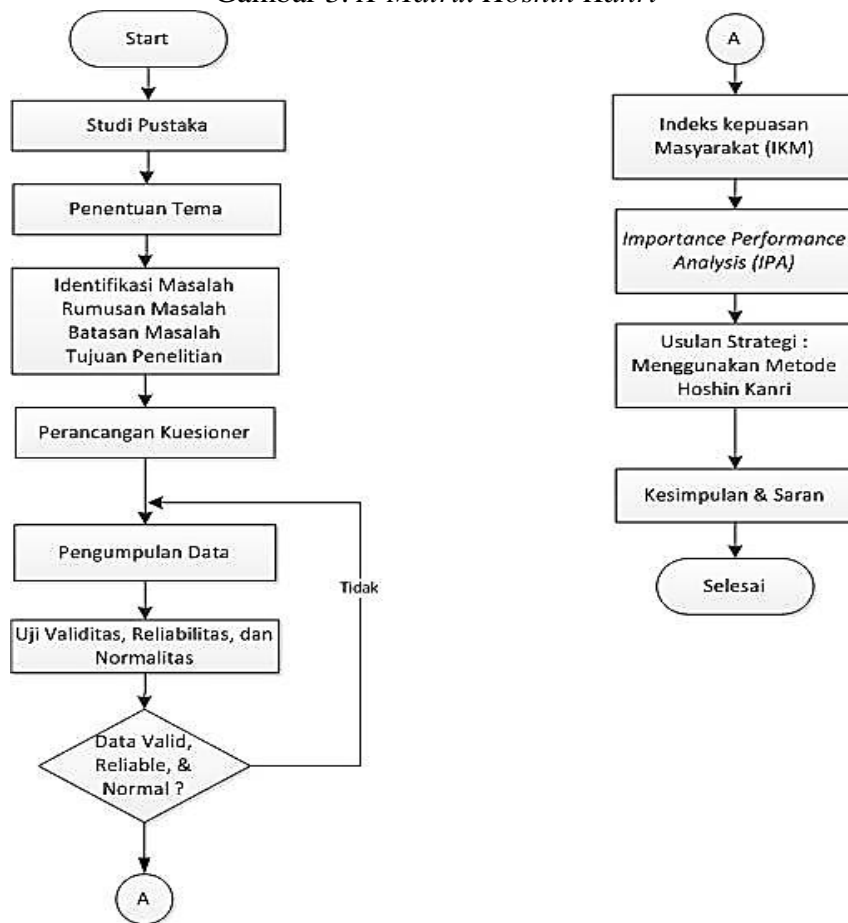 Start
Studi Pustaka
Penentuan Tema
Identifikasi Masalah
Rumusan Masalah
Batasan Masalah
Tujuan Penelitian
Perancangan Kuesioner
Pengumpulan Data
Tidak
Uji Validitas, Reliabilitas, dan
Normalitas
Data Valid,
Reliable, &
Normal ?
A
A
Indeks kepuasan
Masyarakat (IKM)
Importance Performance
Analysis (IPA)
Usulan Strategi :
Menggunakan Metode
Hoshin Kanri
Kesimpulan & Saran
Selesai